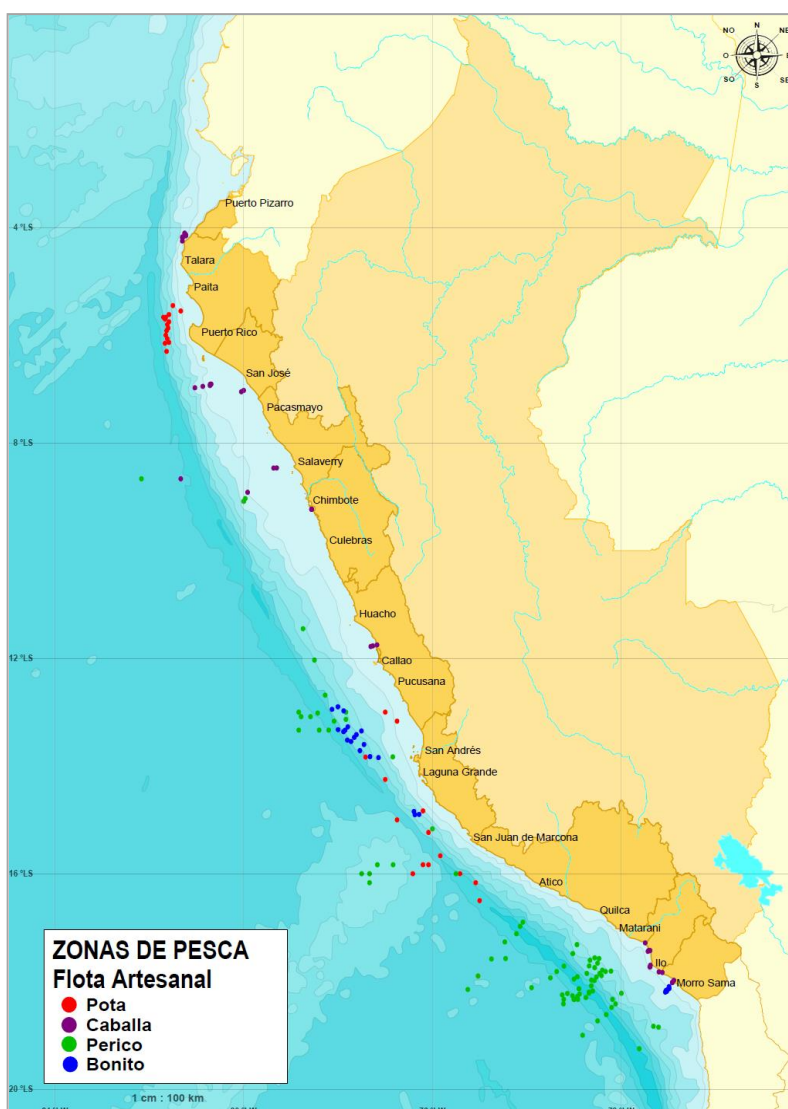 N
NO
NE
O
SO
S
SE
Puerto Pizarro
4 °LS
Talara
Paita
Puerto Rico
San José
Pacasmayo
8 °LS
Salaverry
Chimbote
Culebras
Huacho
12 °LS
Callao
Pucusana
San Andrés
Laguna Grande
San Juan de Marcona
16 °LS
Atico
Quilca
Matarani
Ilo
Morro Sama
ZONAS DE PESCA
Flota Artesanal
Pota
Caballa
Perico
Bonito
20 °LS
1 cm : 100 km